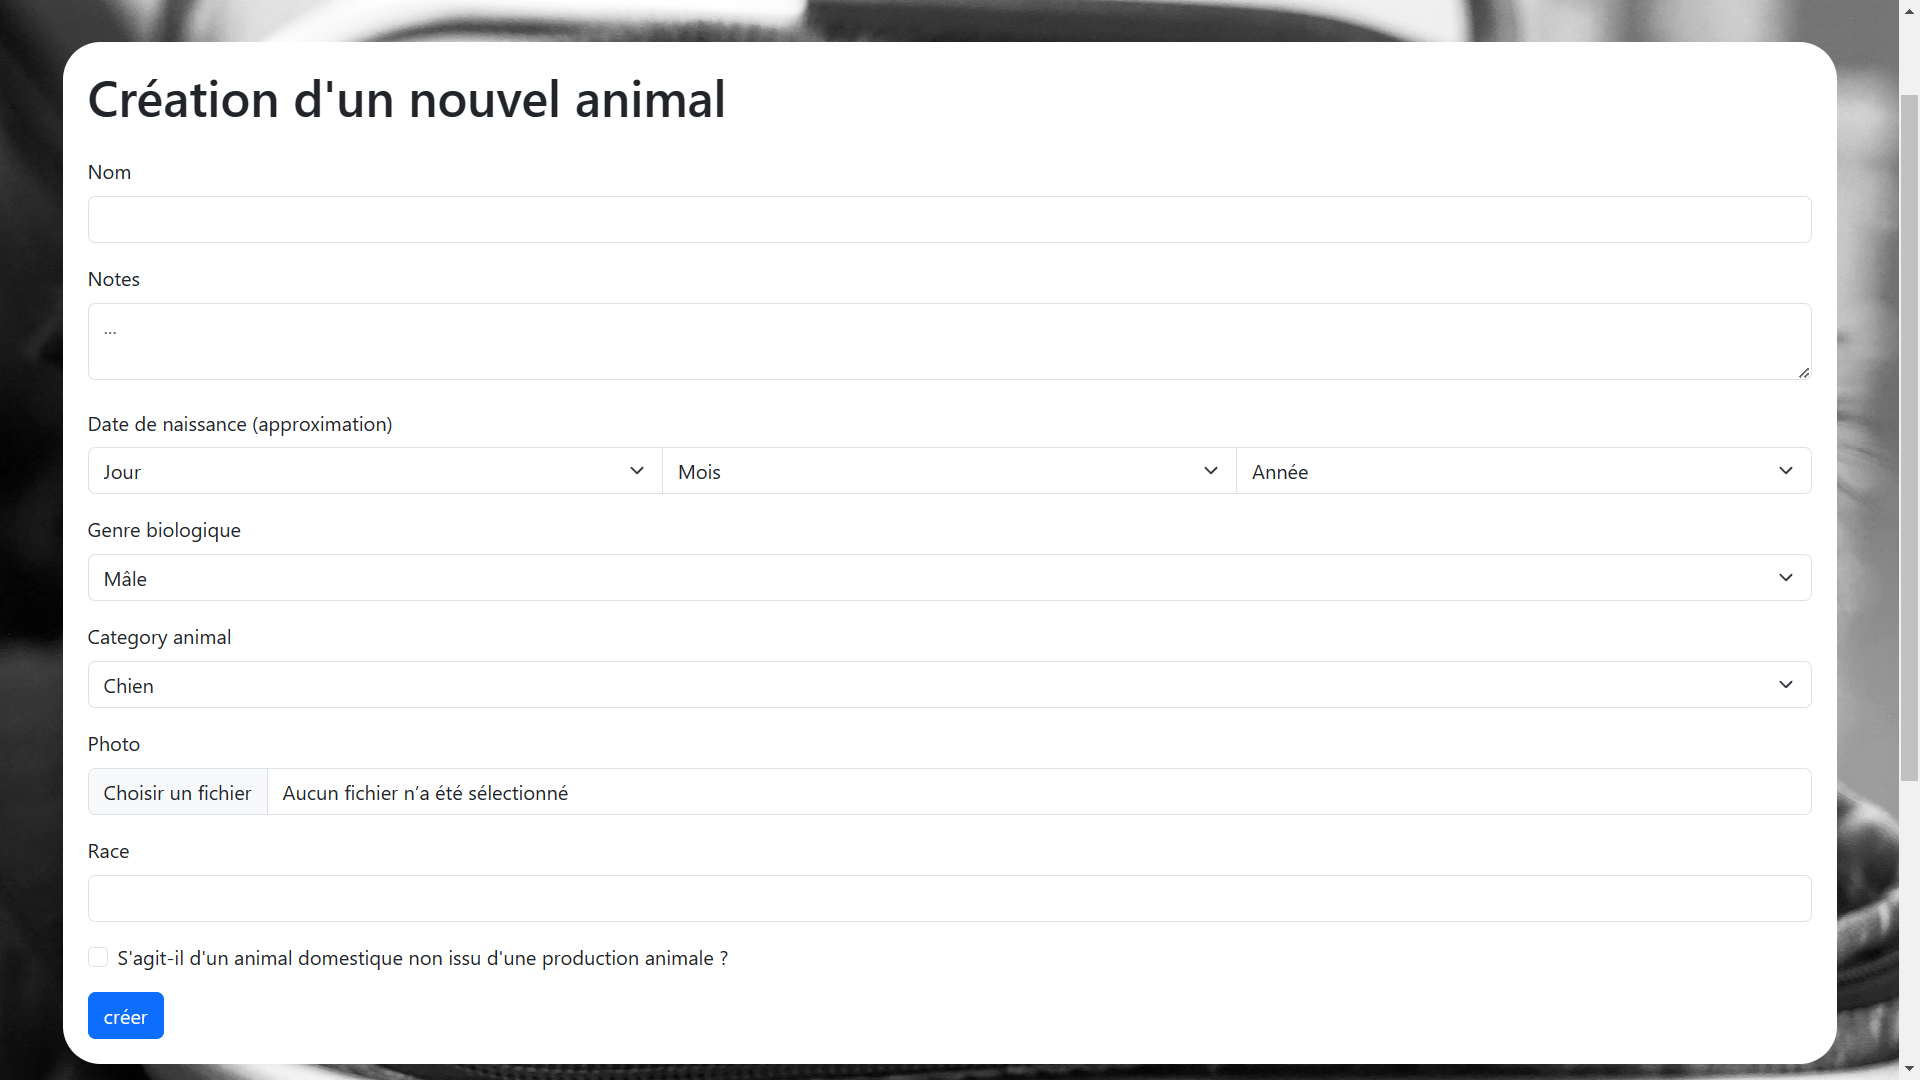 Création d'un nouvel animal
Nom
Notes
...
Date de naissance (approximation)
Jour Mois Année
Genre biologique
Mâle
Category animal
Chien
Photo
Choisir un fichier Aucun fichier n’a été sélectionné
Race
S'agit-il d'un animal domestique non issu d'une production animale ?
créer